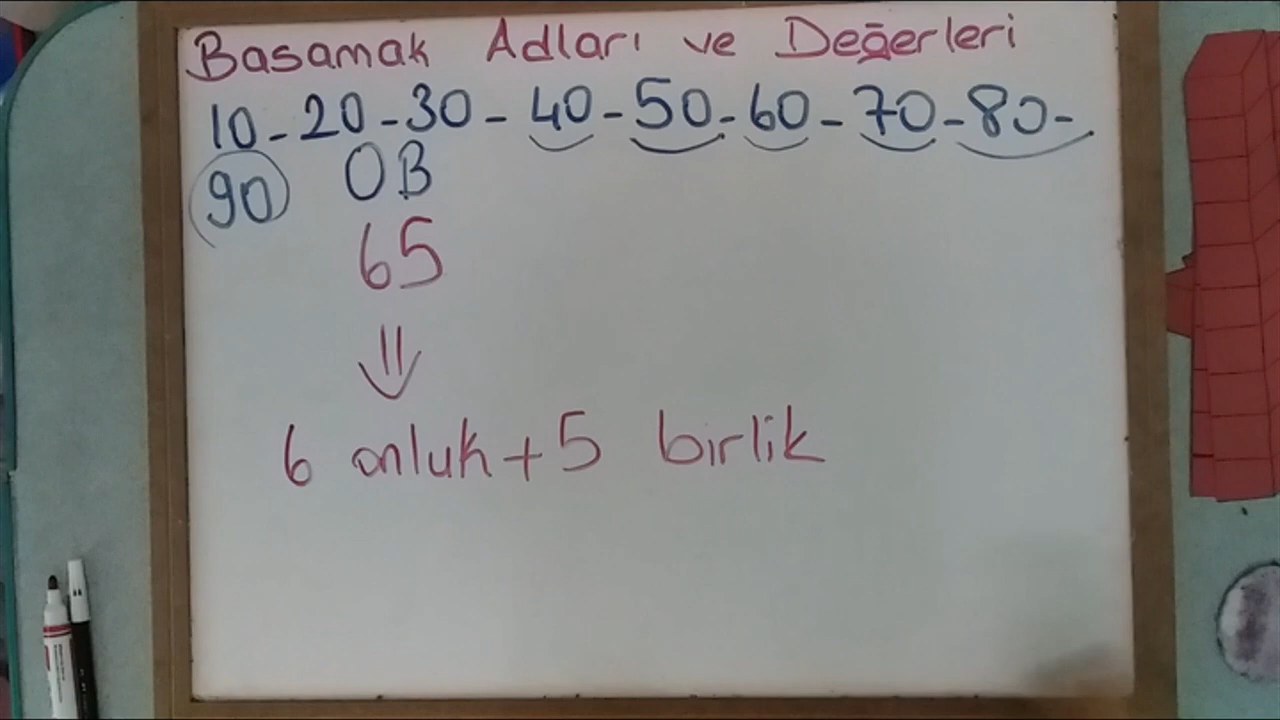 Basamak Adları ve Değerleri
10-20-30-40-50-60-70-80-
90 OB
65
6 onluk+5 birlik